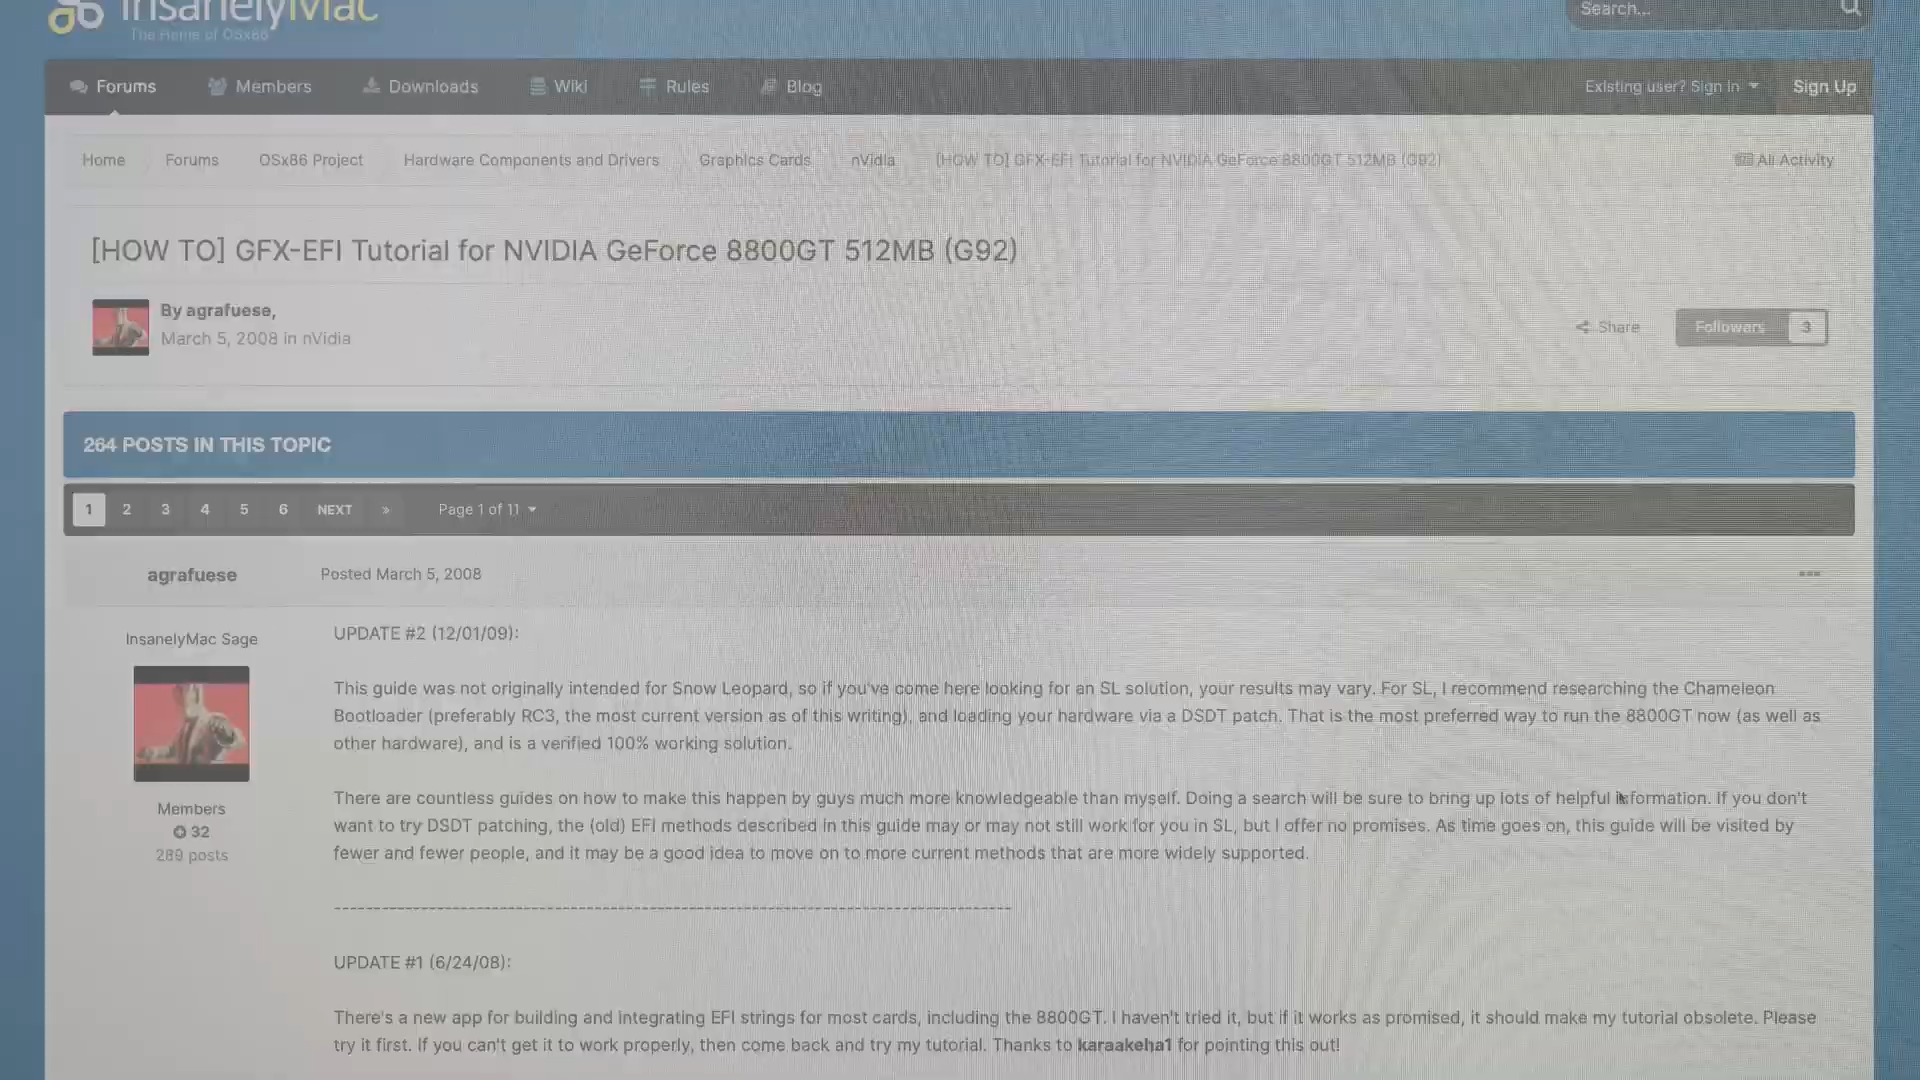 InsanelyMac
The Home of OSx86
Search...
Forums Members Downloads Wiki Rules Blog Existing user? Sign In Sign Up
Home Forums OSx86 Project Hardware Components and Drivers Graphics Cards nVidia [HOW TO] GFX-EFI Tutorial for NVIDIA GeForce 8800GT 512MB (G92) All Activity
[HOW TO] GFX-EFI Tutorial for NVIDIA GeForce 8800GT 512MB (G92)
By agrafuese,
March 5, 2008 in nVidia
Share Followers 3
264 POSTS IN THIS TOPIC
1 2 3 4 5 6 NEXT » Page 1 of 11
agrafuese Posted March 5, 2008
InsanelyMac Sage
Members
32
289 posts
UPDATE #2 (12/01/09):
This guide was not originally intended for Snow Leopard, so if you've come here looking for an SL solution, your results may vary. For SL, I recommend researching the Chameleon
Bootloader (preferably RC3, the most current version as of this writing), and loading your hardware via a DSDT patch. That is the most preferred way to run the 8800GT now (as well as
other hardware), and is a verified 100% working solution.
There are countless guides on how to make this happen by guys much more knowledgeable than myself. Doing a search will be sure to bring up lots of helpful information. If you don't
want to try DSDT patching, the (old) EFI methods described in this guide may or may not still work for you in SL, but I offer no promises. As time goes on, this guide will be visited by
fewer and fewer people, and it may be a good idea to move on to more current methods that are more widely supported.
--------------------------------------------------------------------------------------
UPDATE #1 (6/24/08):
There's a new app for building and integrating EFI strings for most cards, including the 8800GT. I haven't tried it, but if it works as promised, it should make my tutorial obsolete. Please
try it first. If you can't get it to work properly, then come back and try my tutorial. Thanks to karaakeha1 for pointing this out!